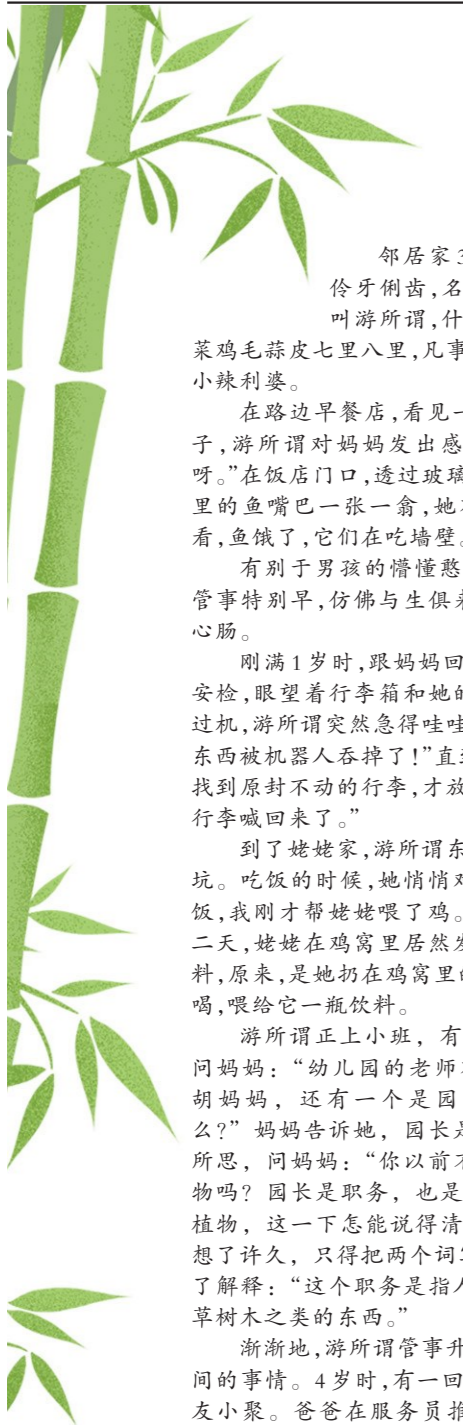 邻居家3
伶牙俐齿,名
叫游所谓,什
菜鸡毛蒜皮七里八里,凡事
小辣利婆。
在路边早餐店,看见一
子,游所谓对妈妈发出感
呀。”在饭店门口,透过玻璃
里的鱼嘴巴一张一翕,她
看,鱼饿了,它们在吃墙壁。
有别于男孩的懵懂憨
管事特别早,仿佛与生俱来
心肠。
刚满1岁时,跟妈妈回
安检,眼望着行李箱和她的
过机,游所谓突然急得哇哇
东西被机器人吞掉了!”直到
找到原封不动的行李,才放
行李喊回来了。”
到了姥姥家,游所谓东
坑。吃饭的时候,她悄悄对
饭,我刚才帮姥姥喂了鸡。
二天,姥姥在鸡窝里居然发
料,原来,是她扔在鸡窝里的
喝,喂给它一瓶饮料。
游所谓正上小班,有
问妈妈:“幼儿园的老师
胡妈妈,还有一个是园
么?”妈妈告诉她,园长是
所思,问妈妈:“你以前不
物吗?园长是职务,也是
植物,这一下怎能说得清
想了许久,只得把两个词
了解释:“这个职务是指人
草树木之类的东西。”
渐渐地,游所谓管事升
间的事情。4岁时,有一回
友小聚。爸爸在服务员推